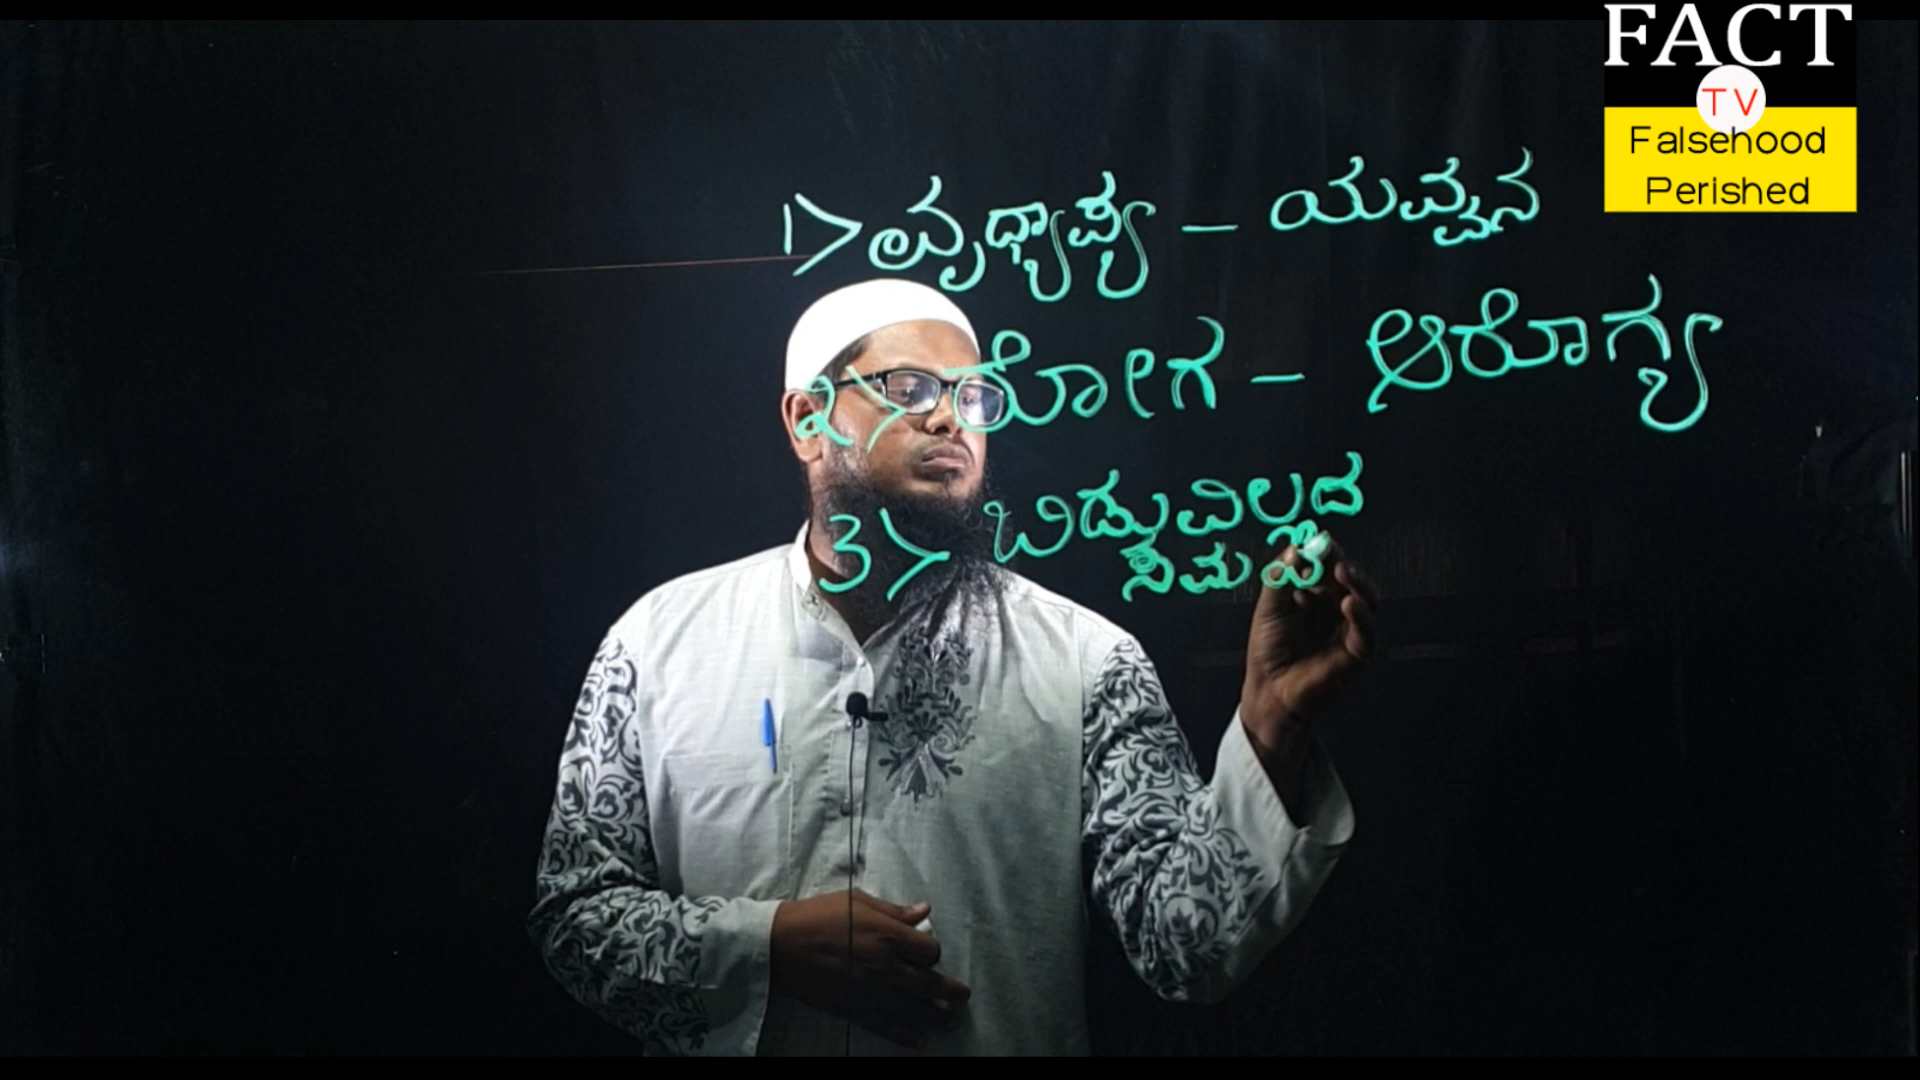 FACT
TV
Falsehood
Perished
1> ವೃಧ್ಯಾಪ್ಯ - ಯವ್ವನ
2> ರೋಗ - ಆರೊಗ್ಯ
3> ಬಿಡುವಿಲ್ಲದ
ಸಮಯ